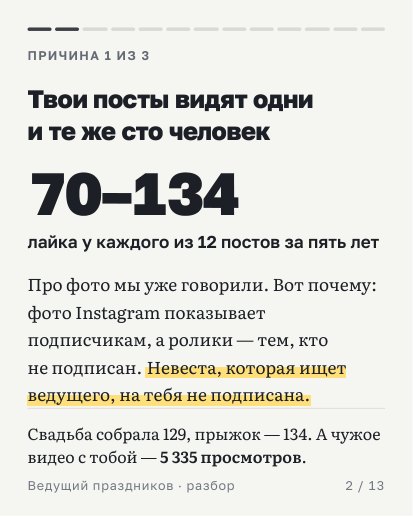 ПРИЧИНА 1 ИЗ 3
Твои посты видят одни
и те же сто человек
70–134
лайка у каждого из 12 постов за пять лет
Про фото мы уже говорили. Вот почему:
фото Instagram показывает
подписчикам, а ролики — тем, кто
не подписан. Невеста, которая ищет
ведущего, на тебя не подписана.
Свадьба собрала 129, прыжок — 134. А чужое
видео с тобой — 5 335 просмотров.
Ведущий праздников · разбор
2 / 13